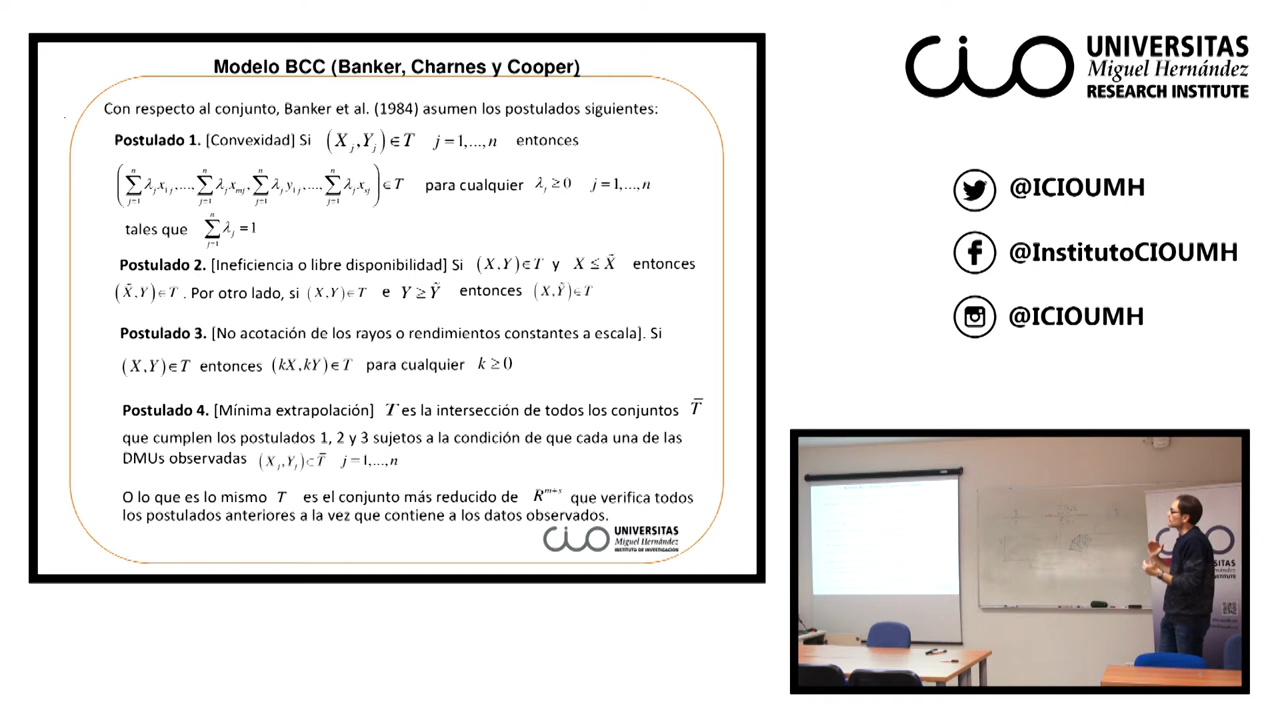 Modelo BCC (Banker, Charnes y Cooper)
Con respecto al conjunto, Banker et al. (1984) asumen los postulados siguientes:
Postulado 1. [Convexidad] Si (X_j, Y_j) ∈ T j = 1,...,n entonces
(∑_{j=1}^{n} λ_j x_{1j},...., ∑_{j=1}^{n} λ_j x_{mj}, ∑_{j=1}^{n} λ_j y_{1j},...., ∑_{j=1}^{n} λ_j x_{sj}) ∈ T para cualquier λ_j ≥ 0 j = 1,...,n
tales que ∑_{j=1}^{n} λ_j = 1
Postulado 2. [Ineficiencia o libre disponibilidad] Si (X,Y) ∈ T y X ≤ X̃ entonces
(X̃,Y) ∈ T . Por otro lado, si (X,Y) ∈ T e Y ≥ Ỹ entonces (X,Ỹ) ∈ T
Postulado 3. [No acotación de los rayos o rendimientos constantes a escala]. Si
(X,Y) ∈ T entonces (kX,kY) ∈ T para cualquier k ≥ 0
Postulado 4. [Mínima extrapolación] T es la intersección de todos los conjuntos T̄
que cumplen los postulados 1, 2 y 3 sujetos a la condición de que cada una de las
DMUs observadas (X_j,Y_j) ⊂ T̄ j = 1,...,n
O lo que es lo mismo T es el conjunto más reducido de R^{m+s} que verifica todos
los postulados anteriores a la vez que contiene a los datos observados.
cio UNIVERSITAS
Miguel Hernández
INSTITUTO DE INVESTIGACIÓN
cio UNIVERSITAS
Miguel Hernández
RESEARCH INSTITUTE
@ICIOUMH
@InstitutoCIOUMH
@ICIOUMH